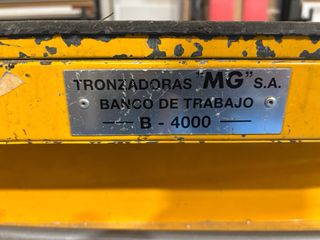 TRONZADORAS "MG" S.A.
BANCO DE TRABAJO
— B - 4000 —